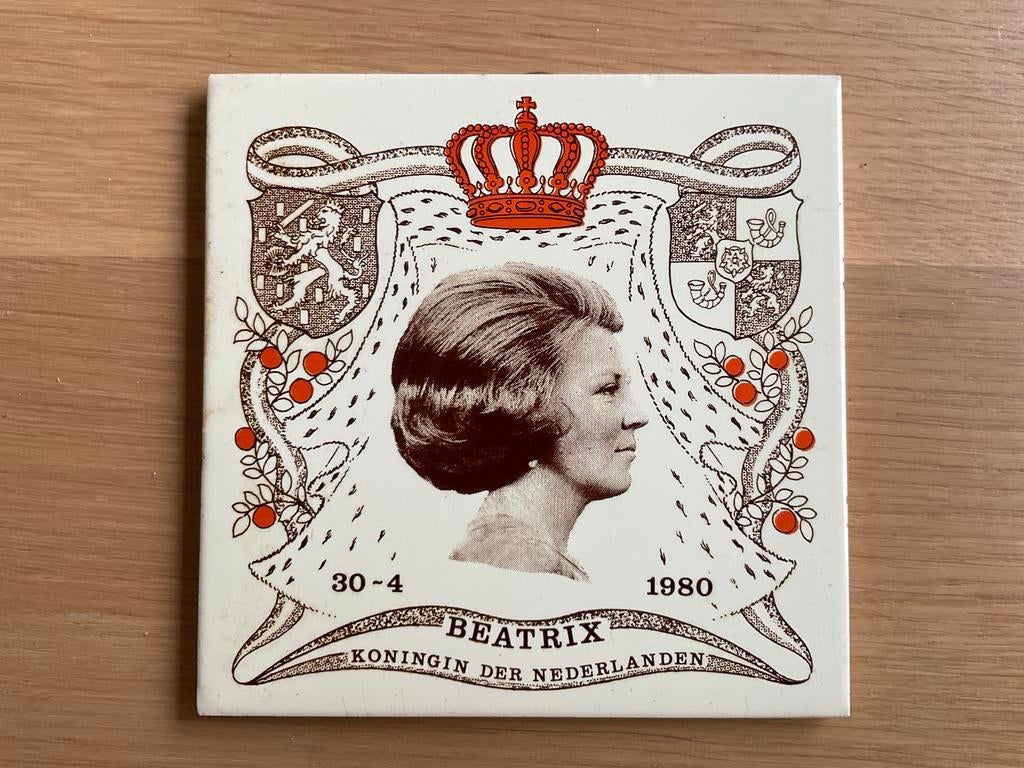 30-4 1980
BEATRIX
KONINGIN DER NEDERLANDEN